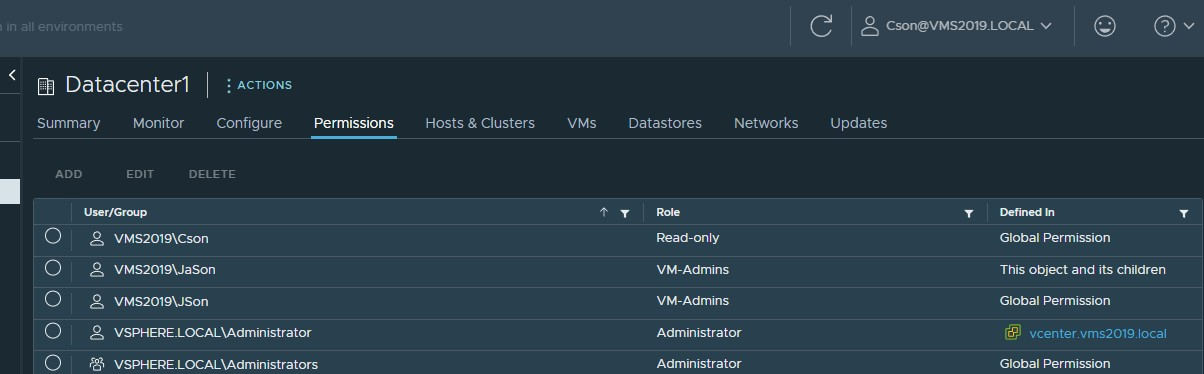 in all environments
Cson@VMS2019.LOCAL
Datacenter1
ACTIONS
Summary Monitor Configure Permissions Hosts & Clusters VMs Datastores Networks Updates
ADD EDIT DELETE
User/Group Role Defined In
VMS2019\Cson Read-only Global Permission
VMS2019\JaSon VM-Admins This object and its children
VMS2019\JSon VM-Admins Global Permission
VSPHERE.LOCAL\Administrator Administrator vcenter.vms2019.local
VSPHERE.LOCAL\Administrators Administrator Global Permission